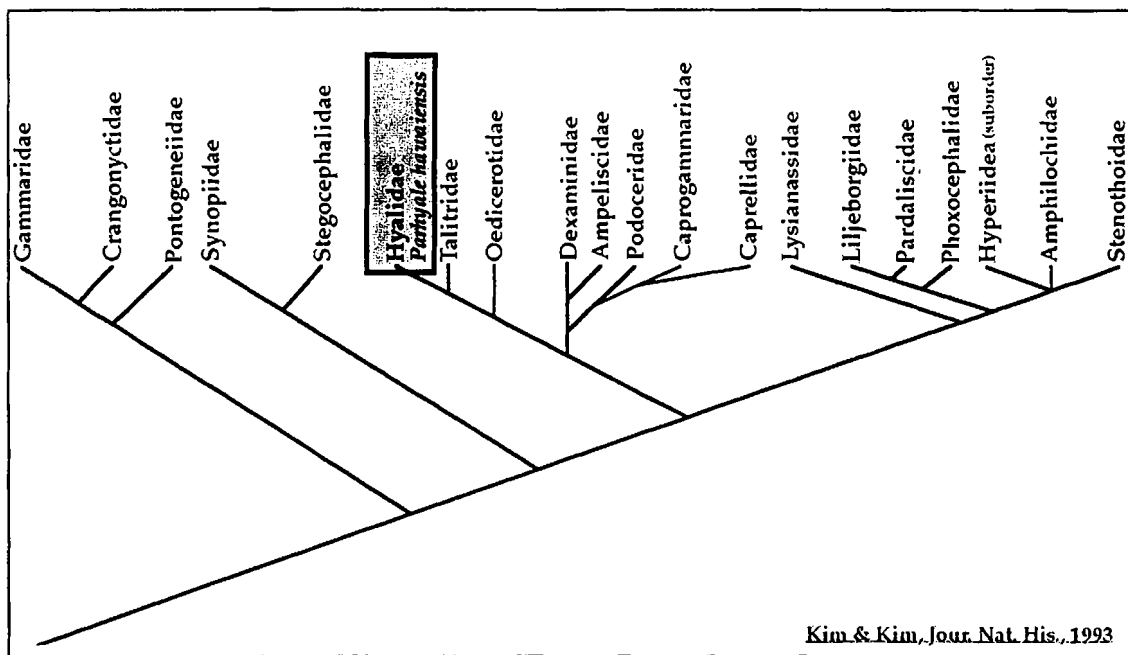 Gammaridae
Crangonyctidae
Pontogeneiidae
Synopiidae
Stegocephalidae
Hyalidae
Parhyale hawaiensis
Talitridae
Oedicerotidae
Dexaminidae
Ampeliscidae
Podoceridae
Caprogammaridae
Caprellidae
Lysianassidae
Liljeborgiidae
Pardaliscidae
Phoxocephalidae
Hyperiidea (suborder)
Amphilochidae
Stenothoidae
Kim & Kim, Jour. Nat. His., 1993